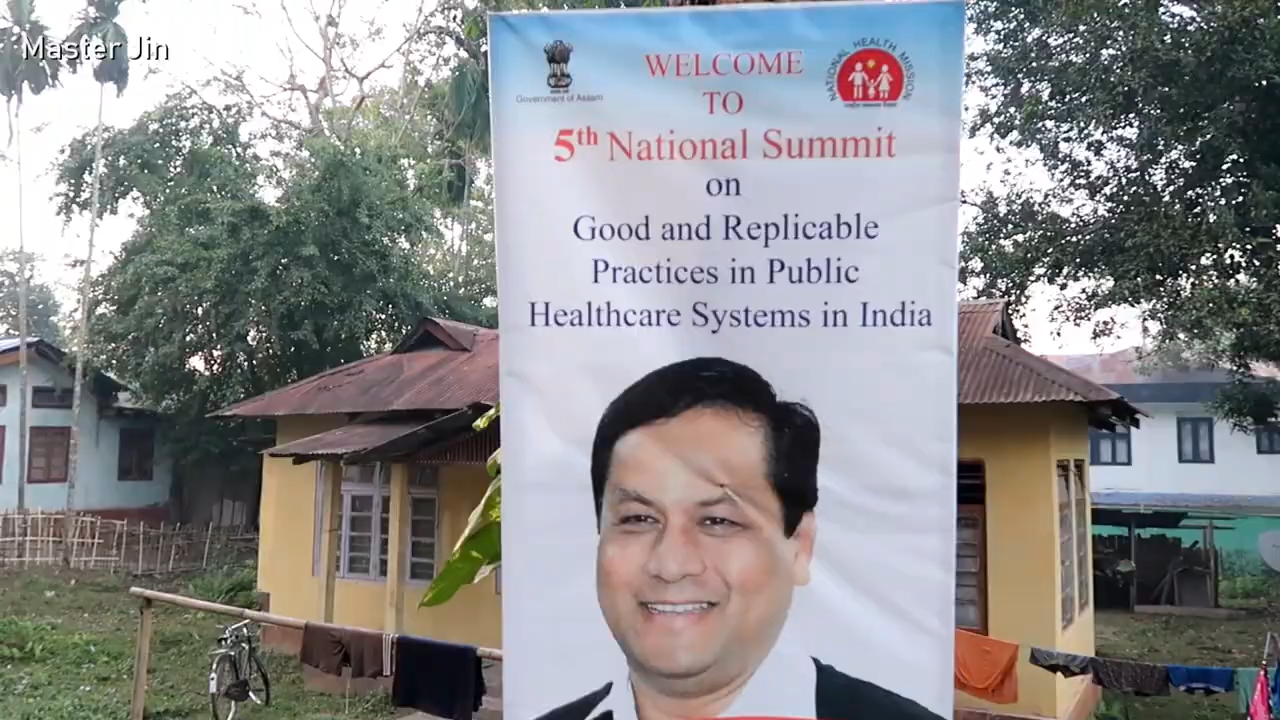 Master Jin
Government of Assam
NATIONAL HEALTH MISSION
WELCOME
TO
5th National Summit
on
Good and Replicable
Practices in Public
Healthcare Systems in India